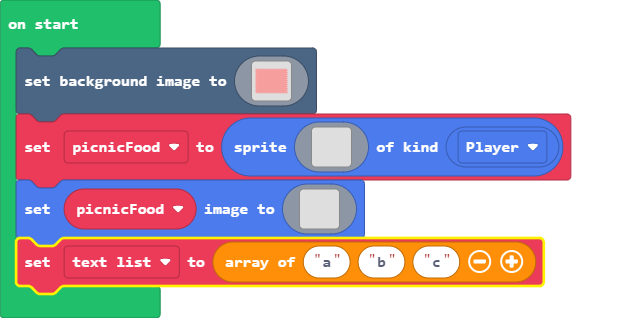 on start
set background image to
set picnicFood to sprite of kind Player
set picnicFood image to
set text list to array of "a" "b" "c"